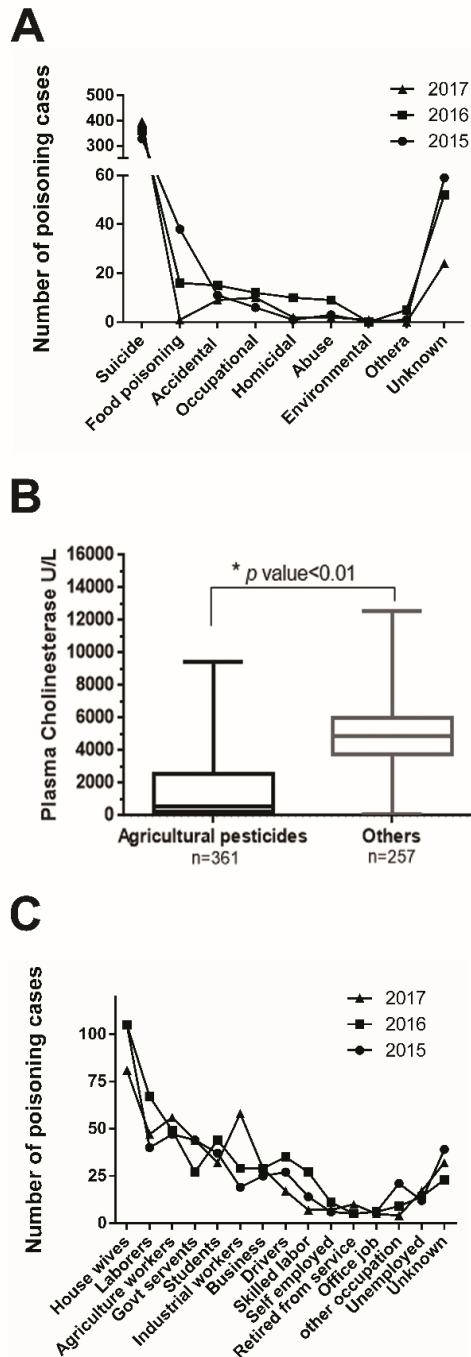 A
Number of poisoning cases
500
400
300
60
40
20
0
2017
2016
2015
Suicide
Food poisoning
Accidental
Occupational
Homicidal
Abuse
Environmental
Othera
Unknown
B
Plasma Cholinesterase U/L
16000
14000
12000
10000
8000
6000
4000
2000
0
* p value<0.01
Agricultural pesticides
n=361
Others
n=257
C
Number of poisoning cases
100
75
50
25
0
2017
2016
2015
House wives
Laborers
Agriculture workers
Govt servents
Students
Industrial workers
Business
Drivers
Skilled labor
Self employed
Retired from service
Office job
other occupation
Unemployed
Unknown